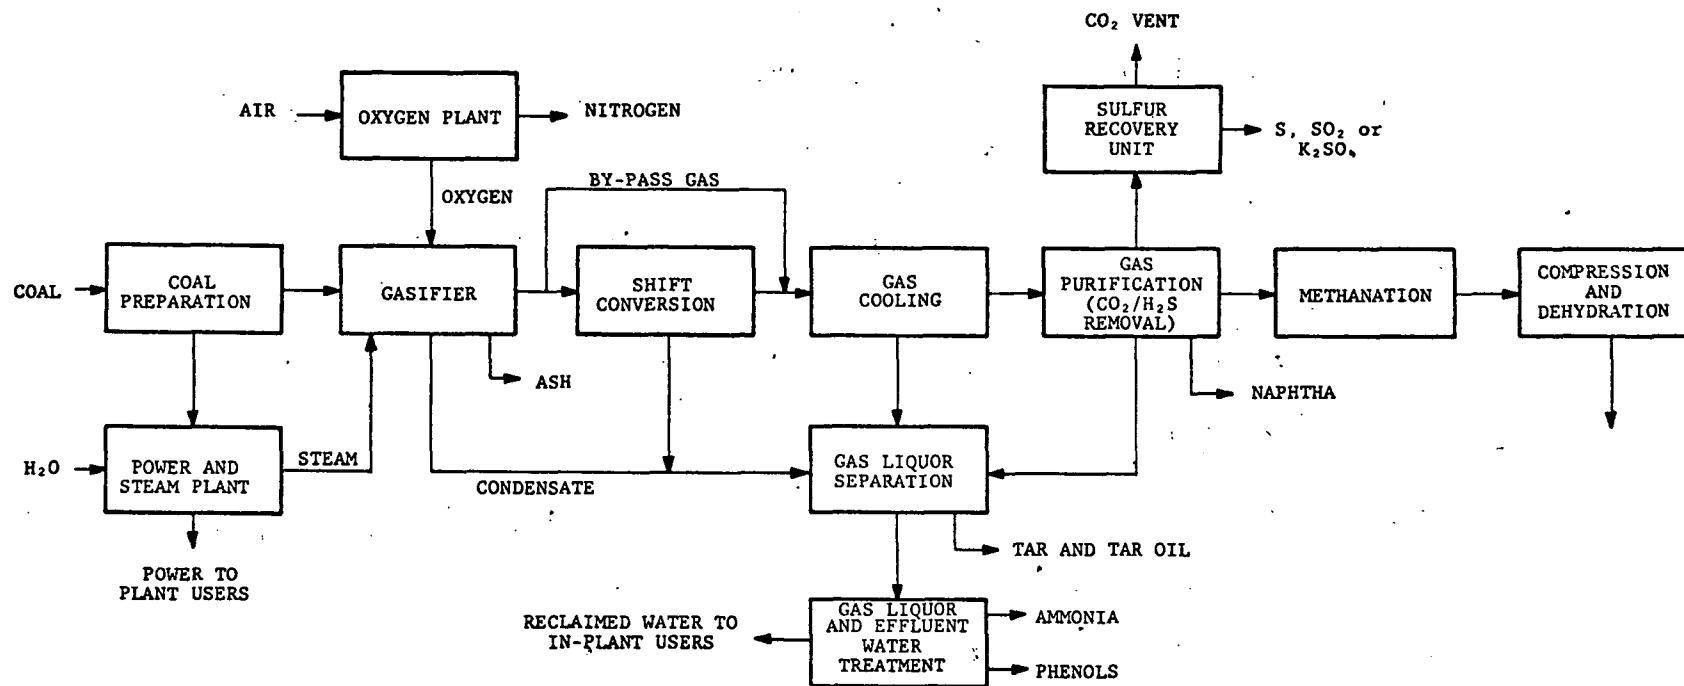 CO₂ VENT
AIR
OXYGEN PLANT
NITROGEN
SULFUR
RECOVERY
UNIT
S, SO₂ or
K₂SO₄
OXYGEN
BY-PASS GAS
COAL
COAL
PREPARATION
GASIFIER
SHIFT
CONVERSION
GAS
COOLING
GAS
PURIFICATION
(CO₂/H₂S
REMOVAL)
METHANATION
COMPRESSION
AND
DEHYDRATION
ASH
NAPHTHA
H₂O
POWER AND
STEAM PLANT
STEAM
CONDENSATE
GAS LIQUOR
SEPARATION
TAR AND TAR OIL
POWER TO
PLANT USERS
RECLAIMED WATER TO
IN-PLANT USERS
GAS LIQUOR
AND EFFLUENT
WATER
TREATMENT
AMMONIA
PHENOLS